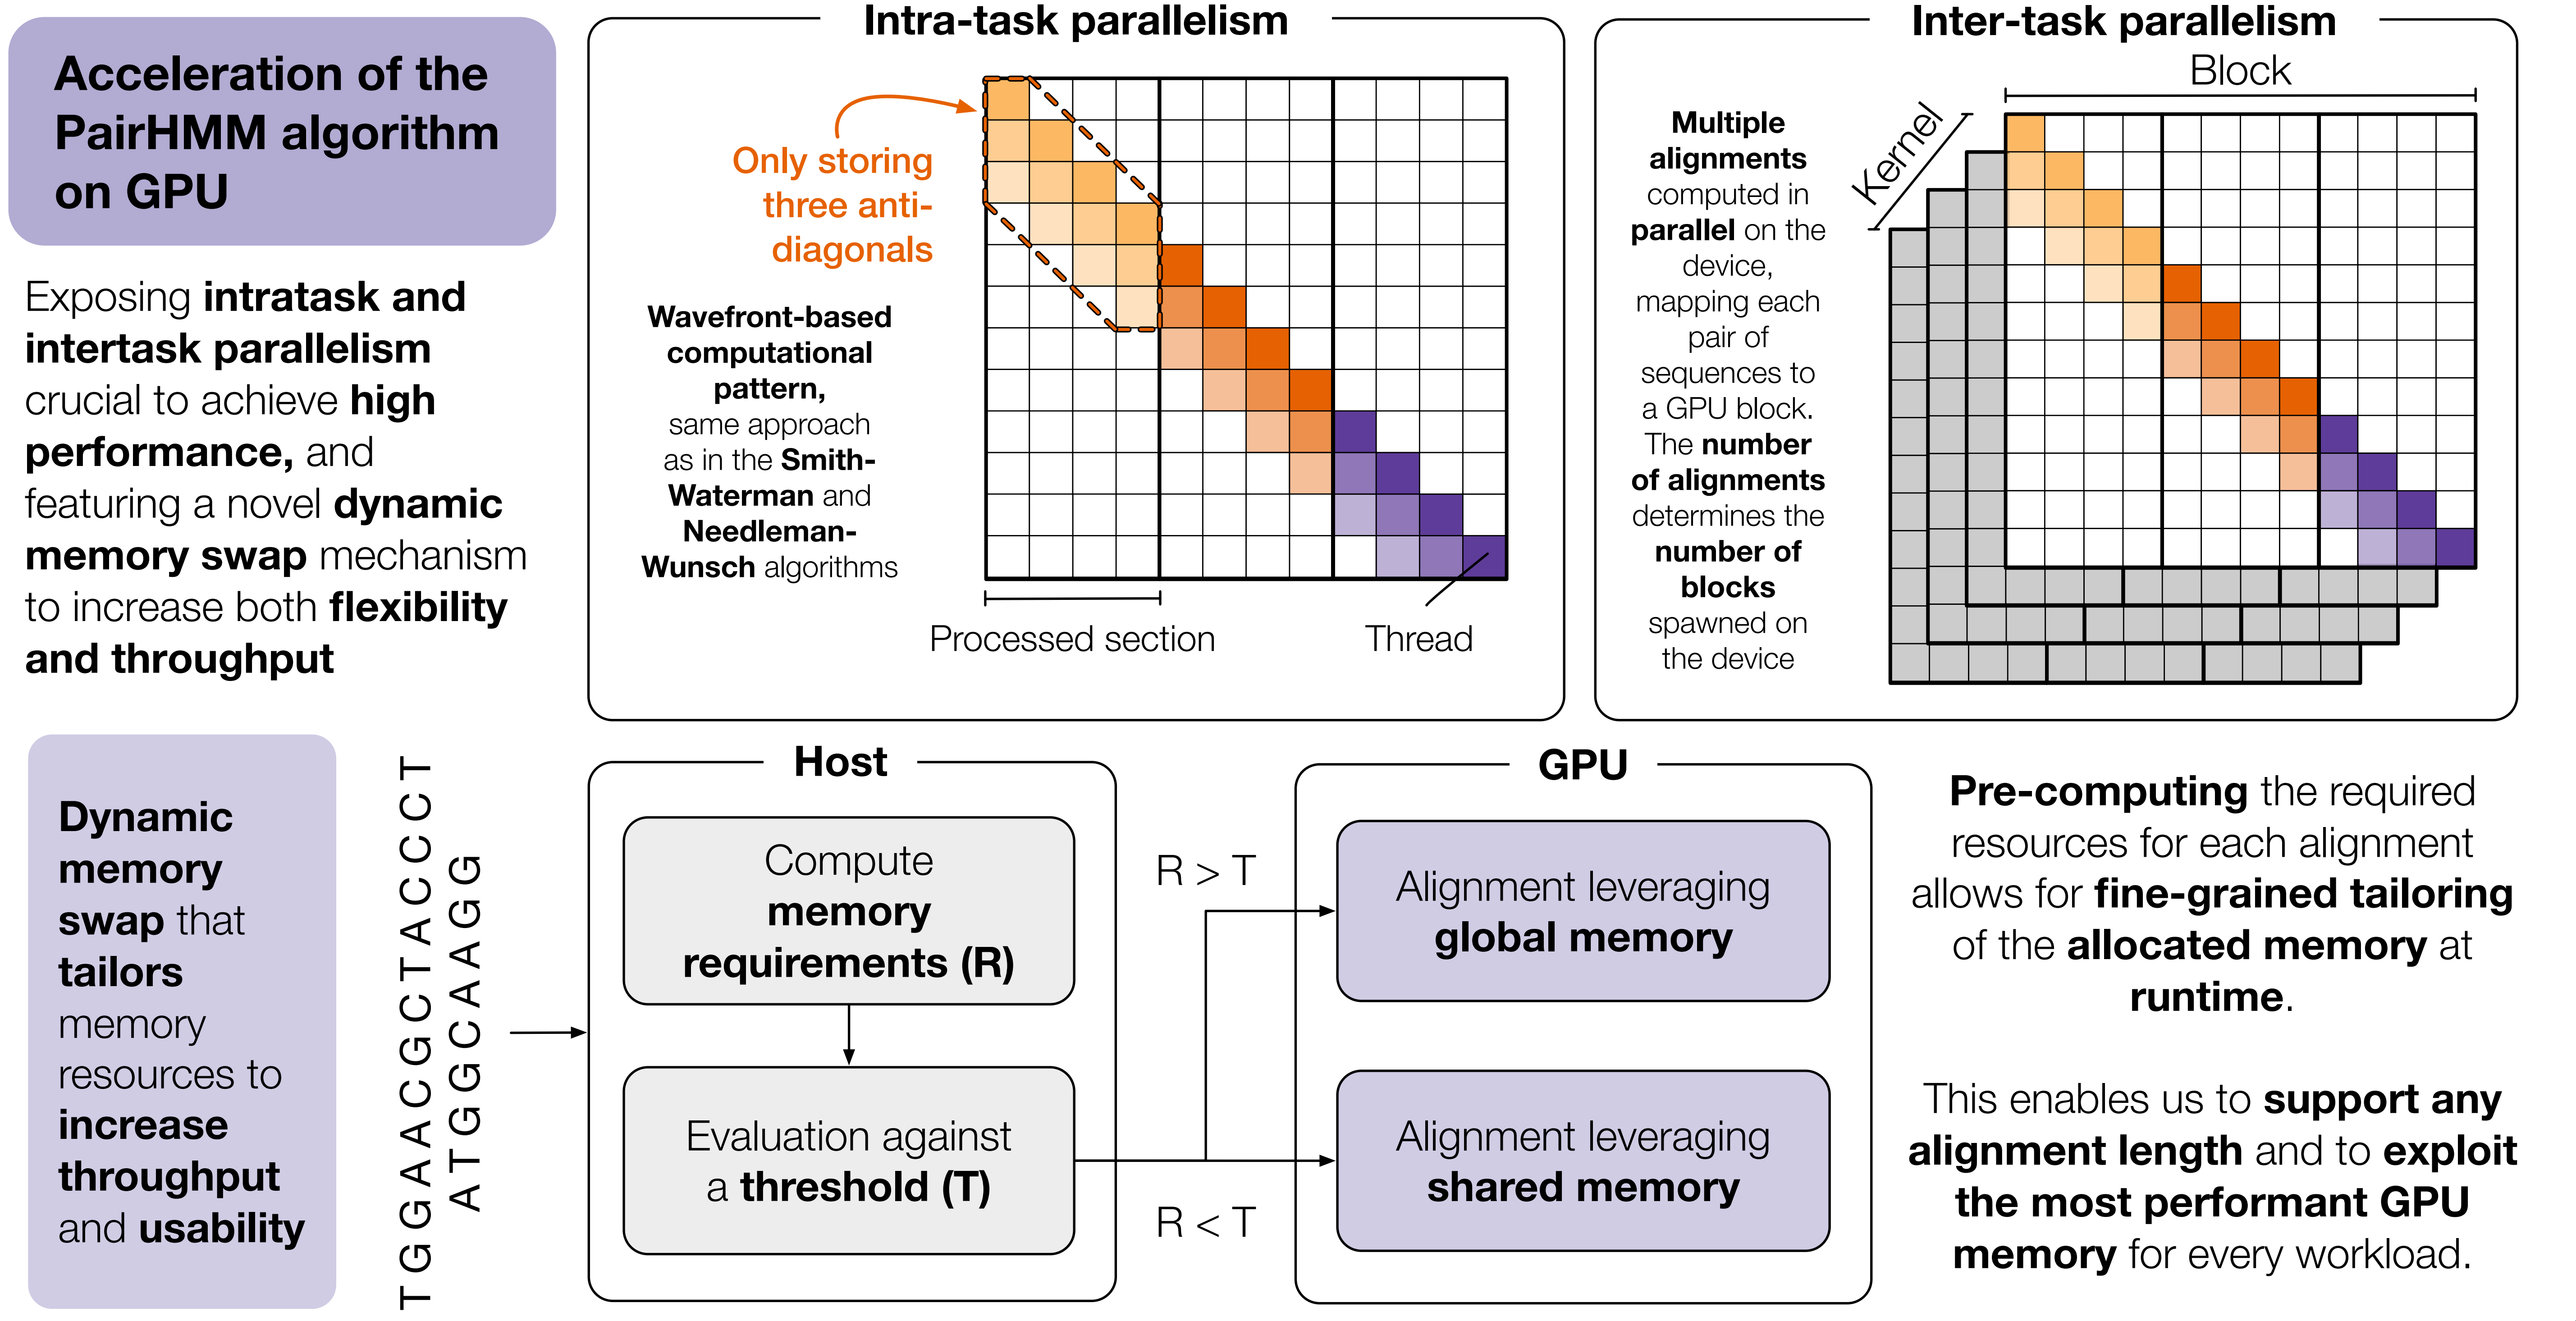 Acceleration of the
PairHMM algorithm
on GPU
Exposing intratask and
intertask parallelism
crucial to achieve high
performance, and
featuring a novel dynamic
memory swap mechanism
to increase both flexibility
and throughput
Intra-task parallelism
Only storing
three anti-
diagonals
Wavefront-based
computational
pattern,
same approach
as in the Smith-
Waterman and
Needleman-
Wunsch algorithms
Processed section
Thread
Inter-task parallelism
Block
Kernel
Multiple
alignments
computed in
parallel on the
device,
mapping each
pair of
sequences to
a GPU block.
The number
of alignments
determines the
number of
blocks
spawned on
the device
Dynamic
memory
swap that
tailors
memory
resources to
increase
throughput
and usability
TGGAACGCTACCCT
ATGGCAAGG
Host
Compute
memory
requirements (R)
Evaluation against
a threshold (T)
R > T
R < T
GPU
Alignment leveraging
global memory
Alignment leveraging
shared memory
Pre-computing the required
resources for each alignment
allows for fine-grained tailoring
of the allocated memory at
runtime.
This enables us to support any
alignment length and to exploit
the most performant GPU
memory for every workload.